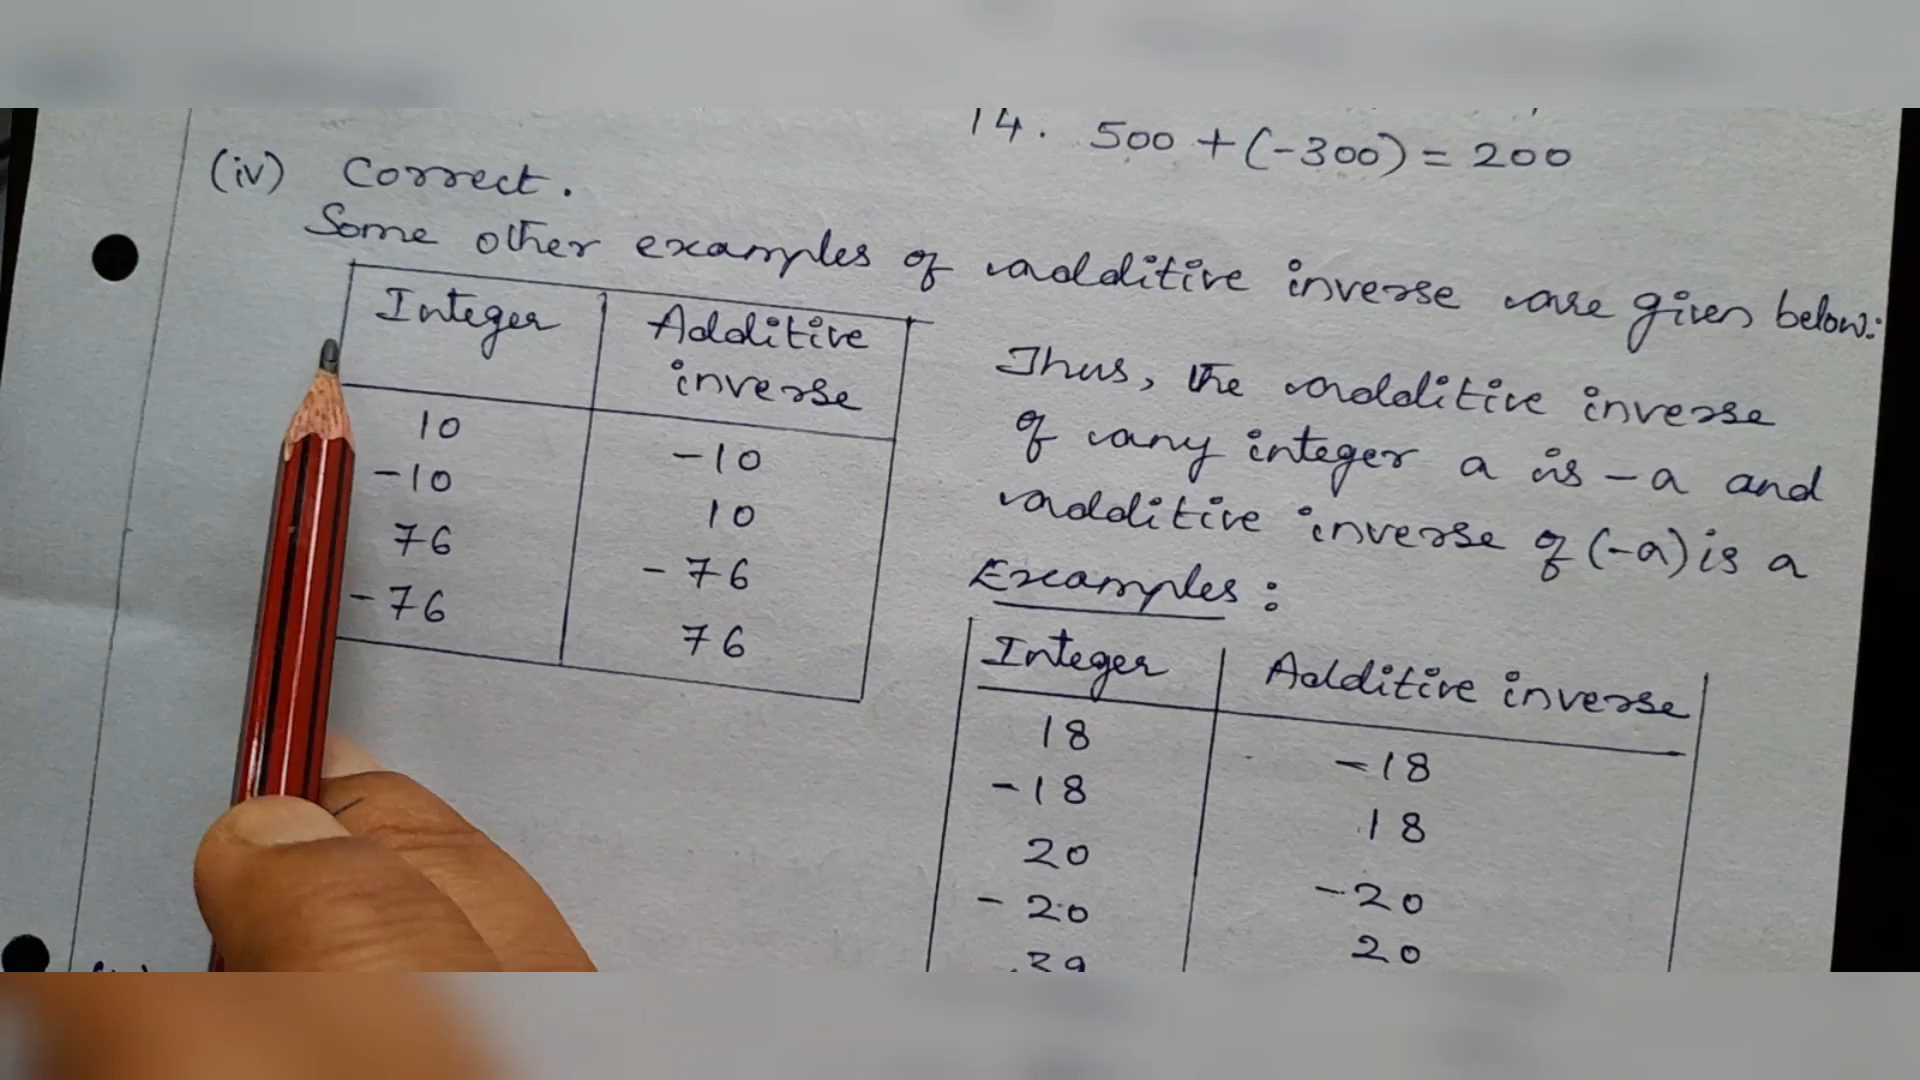 14. 500 + (-300) = 200
(iv) Correct.
Some other examples of additive inverse are given below:
Integer | Additive inverse
10 | -10
-10 | 10
76 | -76
-76 | 76
Thus, the additive inverse
of any integer a is -a and
additive inverse of (-a) is a
Examples:
Integer | Additive inverse
18 | -18
-18 | 18
20 | -20
-20 | 20
39